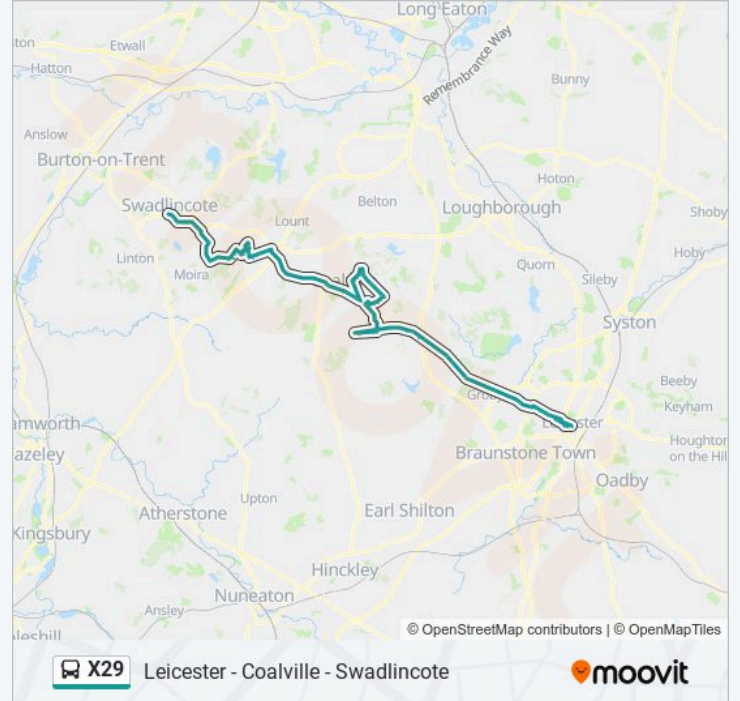 Long Eaton
Etwall
Hatton
Remembrance Way
Bunny
Anslow
Burton-on-Trent
Hoton
Belton
Swadlincote
Loughborough
Shoby
Lount
Linton
Hoby
Moira
Quorn
Sileby
Syston
Beeby
Keyham
Houghton
on the Hill
Braunstone Town
Oadby
Upton
Atherstone
Earl Shilton
Kingsbury
Hinckley
Nuneaton
Ansley
© OpenStreetMap contributors | © OpenMapTiles
X29 Leicester - Coalville - Swadlincote moovit